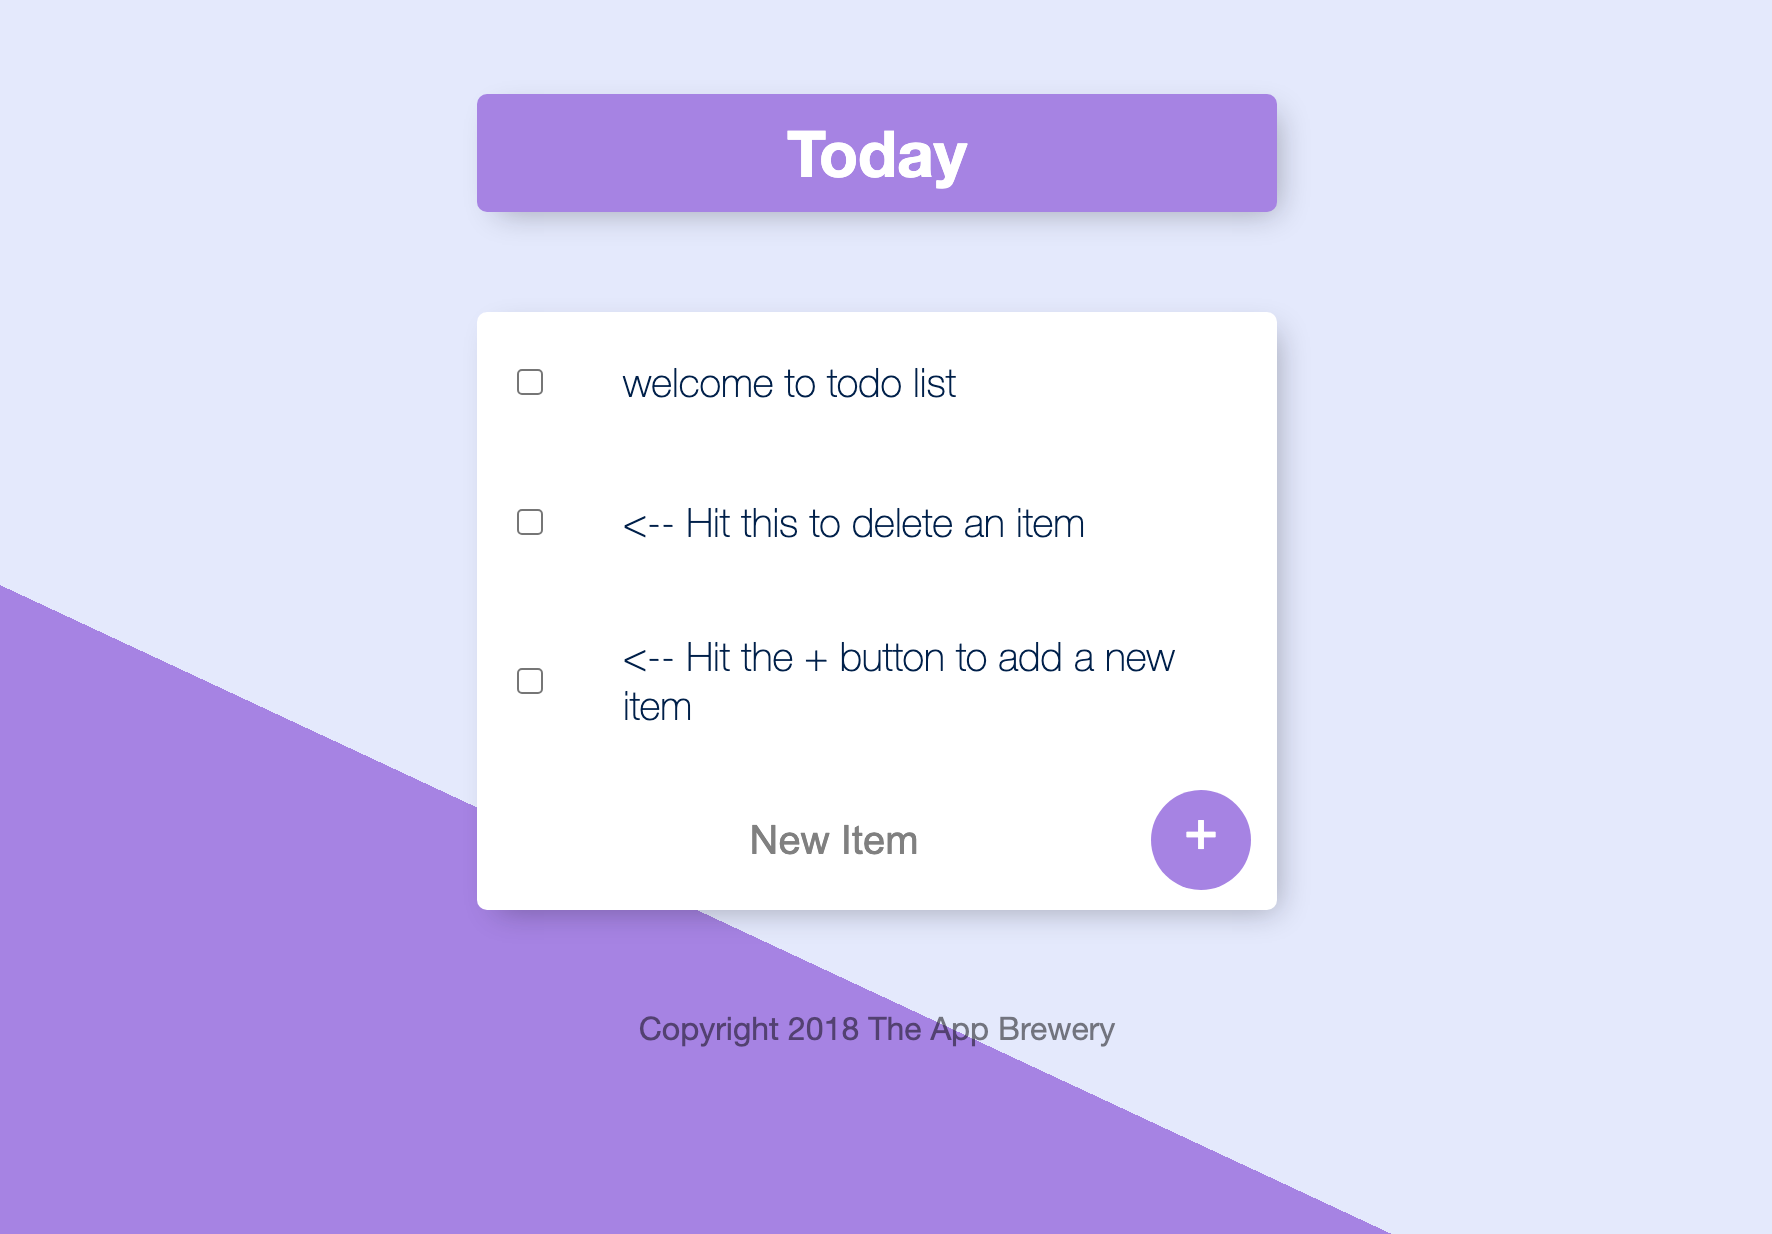 Today
welcome to todo list
<-- Hit this to delete an item
<-- Hit the + button to add a new
item
New Item
+
Copyright 2018 The App Brewery